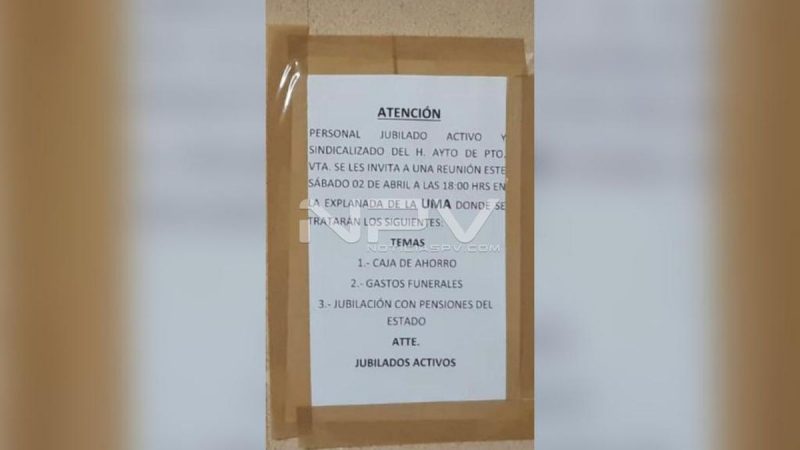 ATENCIÓN
PERSONAL JUBILADO ACTIVO Y
SINDICALIZADO DEL H. AYTO DE PTO.
VTA. SE LES INVITA A UNA REUNIÓN ESTE
SÁBADO 02 DE ABRIL A LAS 18:00 HRS EN
LA EXPLANADA DE LA UMA DONDE SE
TRATARÁN LOS SIGUIENTES:
NPV
NOTICIASPV.COM
TEMAS
1.- CAJA DE AHORRO
2.- GASTOS FUNERALES
3.- JUBILACIÓN CON PENSIONES DEL
ESTADO
ATTE.
JUBILADOS ACTIVOS